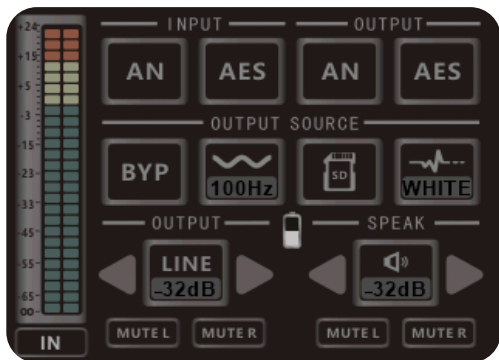 +24
+15
+5
-3
-15
-23
-33
-45
-55
-65
00
IN
INPUT
OUTPUT
AN
AES
AN
AES
OUTPUT SOURCE
BYP
100Hz
SD
WHITE
OUTPUT
SPEAK
LINE
-32dB
-32dB
MUTE L
MUTE R
MUTE L
MUTE R